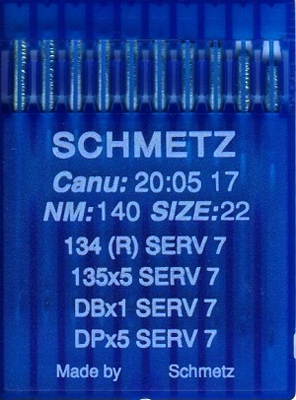 SCHMETZ
Canu: 20:05 17
NM:140 SIZE:22
134 (R) SERV 7
135x5 SERV 7
DBx1 SERV 7
DPx5 SERV 7
Made by Schmetz